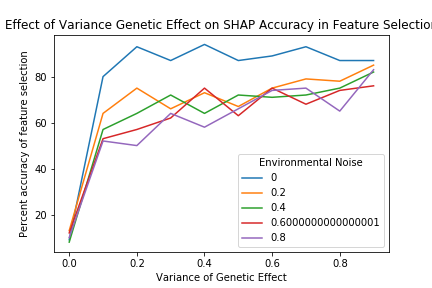 Effect of Variance Genetic Effect on SHAP Accuracy in Feature Selection
Percent accuracy of feature selection
80
60
40
20
Environmental Noise
0
0.2
0.4
0.6000000000000001
0.8
0.0 0.2 0.4 0.6 0.8
Variance of Genetic Effect